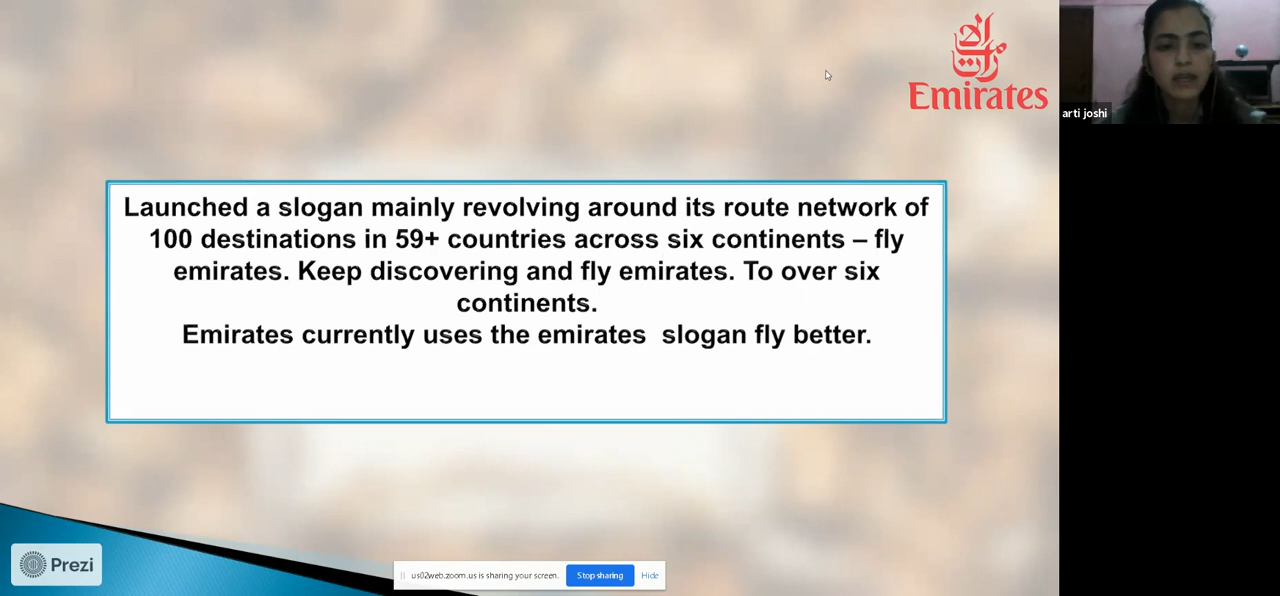 Emirates
arti joshi
Launched a slogan mainly revolving around its route network of
100 destinations in 59+ countries across six continents – fly
emirates. Keep discovering and fly emirates. To over six
continents.
Emirates currently uses the emirates slogan fly better.
Prezi
us02web.zoom.us is sharing your screen.
Stop sharing
Hide